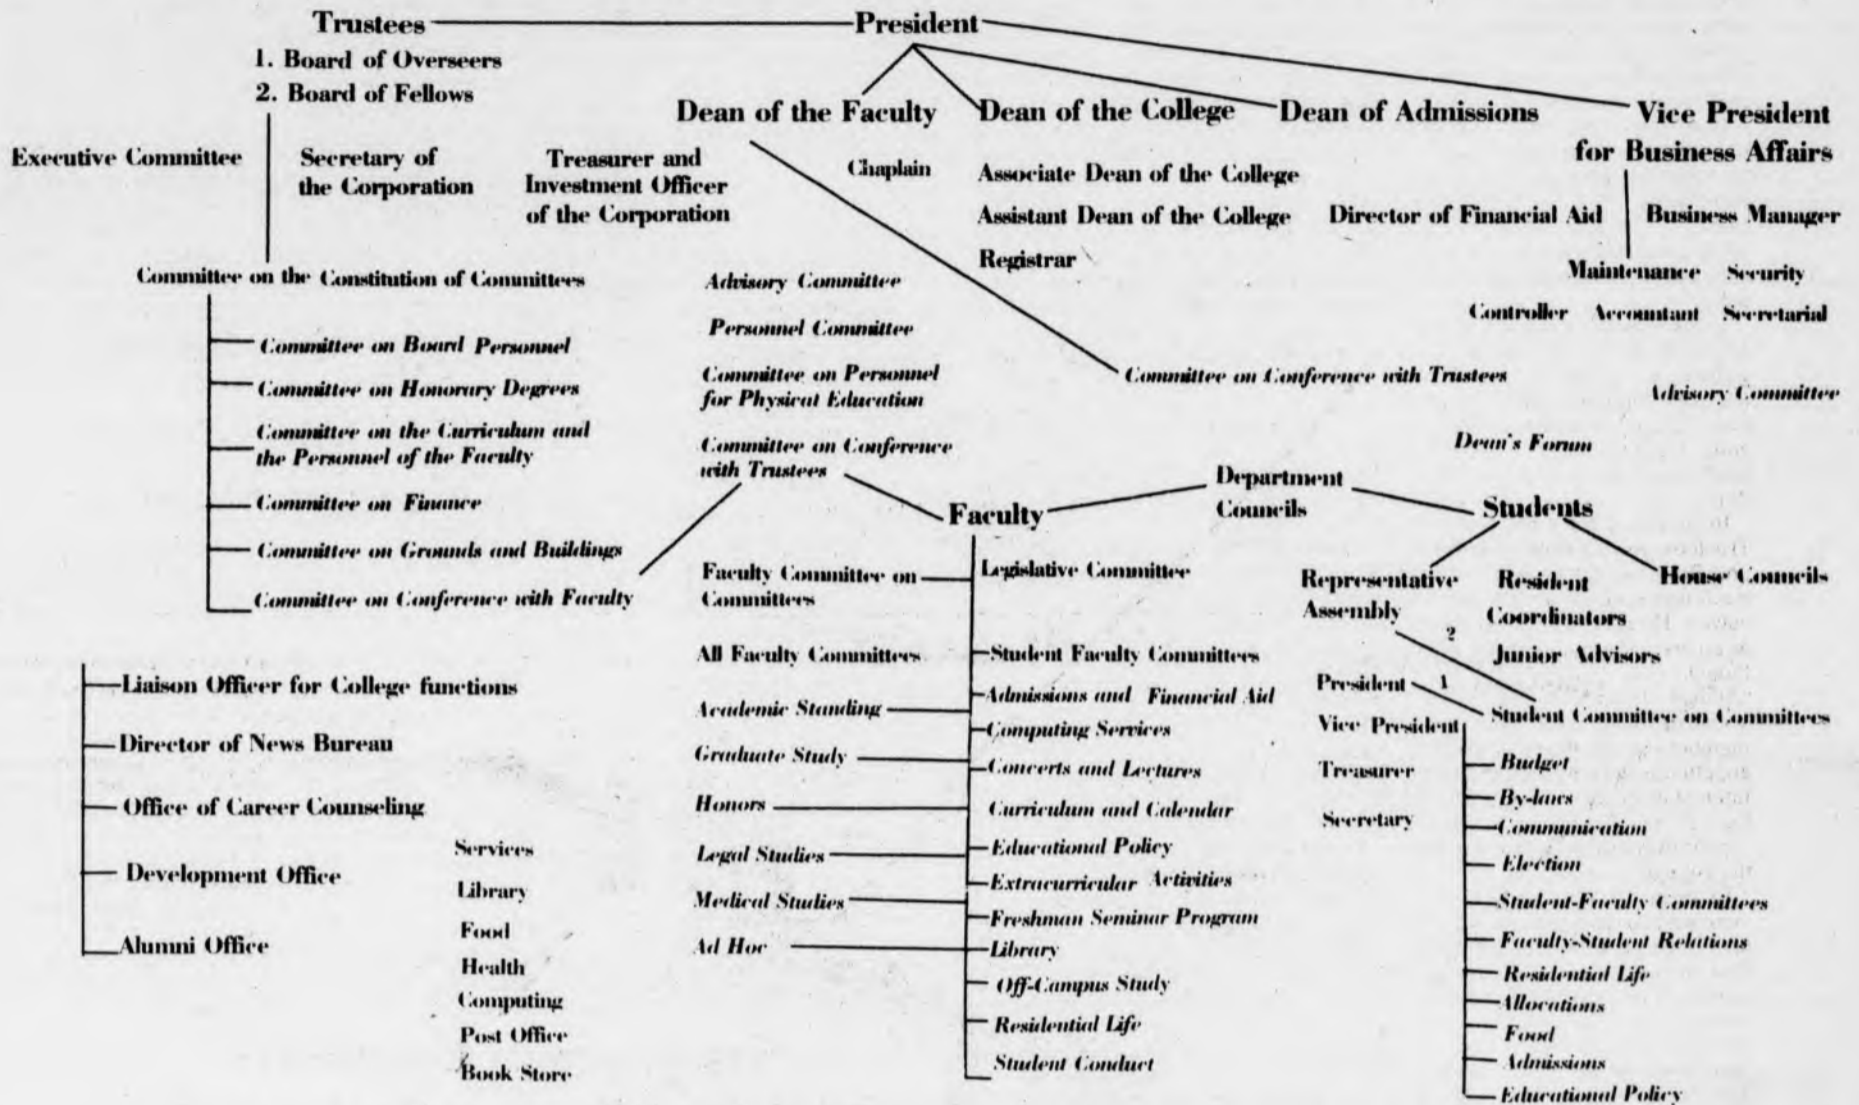 Trustees President
1. Board of Overseers
2. Board of Fellows
Dean of the Faculty Dean of the College Dean of Admissions Vice President
for Business Affairs
Executive Committee
Secretary of
the Corporation
Treasurer and
Investment Officer
of the Corporation
Chaplain
Associate Dean of the College
Assistant Dean of the College
Registrar
Director of Financial Aid
Business Manager
Maintenance Security
Controller Accountant Secretarial
Committee on the Constitution of Committees
Committee on Board Personnel
Committee on Honorary Degrees
Committee on the Curriculum and
the Personnel of the Faculty
Committee on Finance
Committee on Grounds and Buildings
Committee on Conference with Faculty
Advisory Committee
Personnel Committee
Committee on Personnel
for Physical Education
Committee on Conference
with Trustees
Committee on Conference with Trustees
Advisory Committee
Dean's Forum
Faculty
Department
Councils
Students
Faculty Committee on
Committees
All Faculty Committees
Academic Standing
Graduate Study
Honors
Legal Studies
Medical Studies
Ad Hoc
Legislative Committee
Student Faculty Committees
Admissions and Financial Aid
Computing Services
Concerts and Lectures
Curriculum and Calendar
Educational Policy
Extracurricular Activities
Freshman Seminar Program
Library
Off-Campus Study
Residential Life
Student Conduct
Representative
Assembly
2
President 1
Vice President
Treasurer
Secretary
Resident
Coordinators
Junior Advisors
House Councils
Student Committee on Committees
Budget
By-laws
Communication
Election
Student-Faculty Committees
Faculty-Student Relations
Residential Life
Allocations
Food
Admissions
Educational Policy
Liaison Officer for College functions
Director of News Bureau
Office of Career Counseling
Development Office
Alumni Office
Services
Library
Food
Health
Computing
Post Office
Book Store